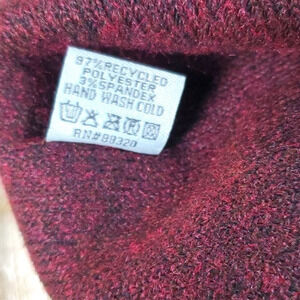 97%RECYCLED
POLYESTER
3%SPANDEX
HAND WASH COLD
RN#89320